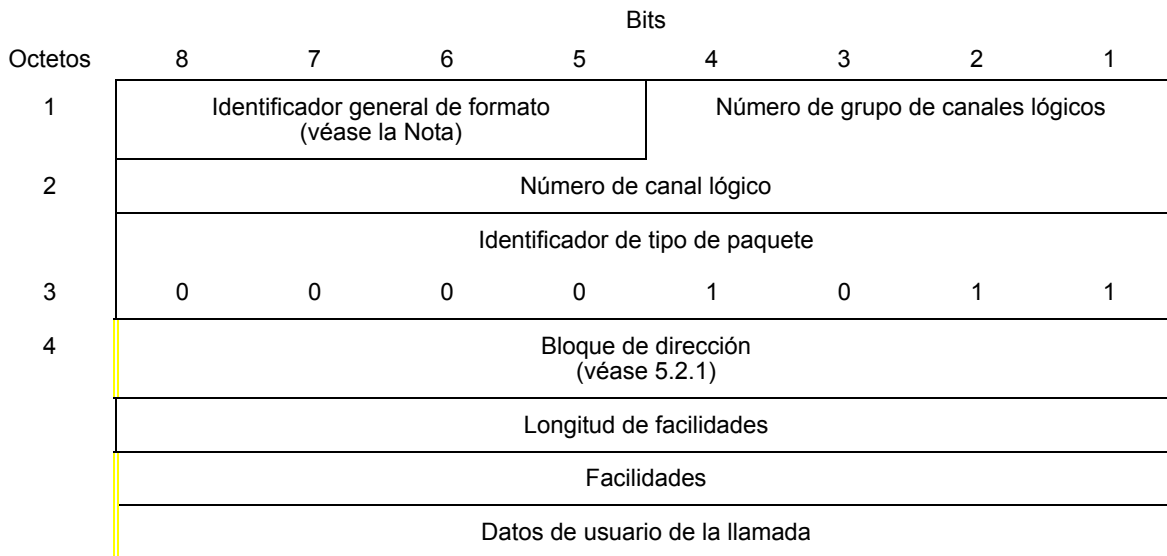 Bits
Octetos 8 7 6 5 4 3 2 1
1 Identificador general de formato Número de grupo de canales lógicos
(véase la Nota)
2 Número de canal lógico
Identificador de tipo de paquete
3 0 0 0 0 1 0 1 1
4 Bloque de dirección
(véase 5.2.1)
Longitud de facilidades
Facilidades
Datos de usuario de la llamada